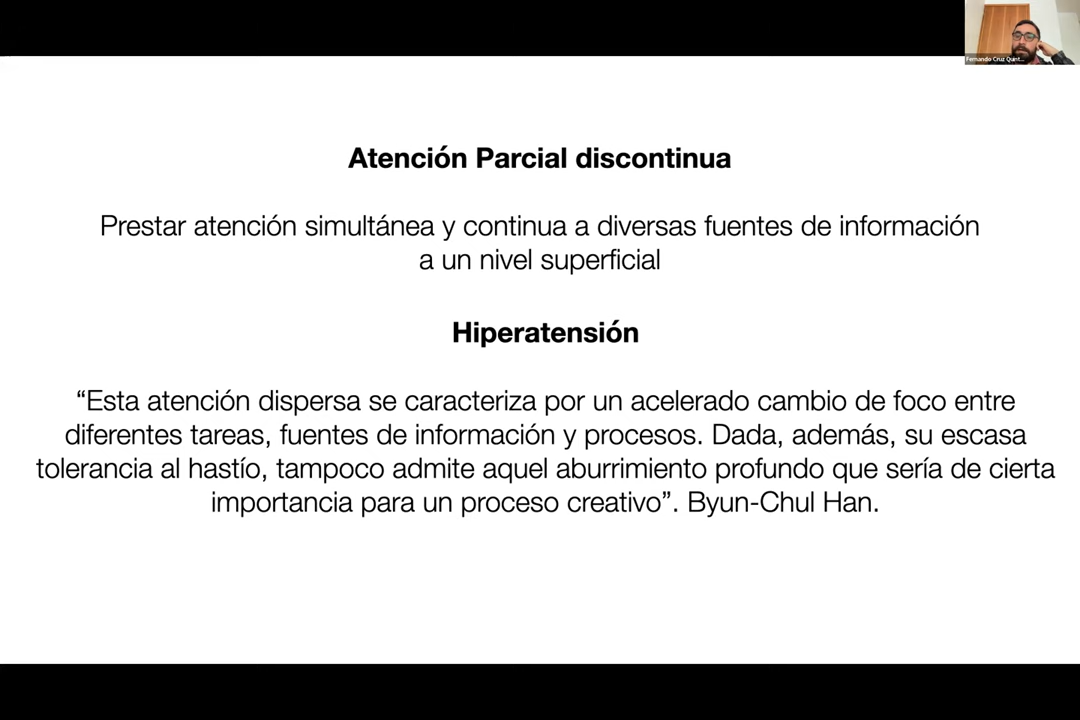 Fernando Cruz Quint...
Atención Parcial discontinua
Prestar atención simultánea y continua a diversas fuentes de información
a un nivel superficial
Hiperatensión
“Esta atención dispersa se caracteriza por un acelerado cambio de foco entre
diferentes tareas, fuentes de información y procesos. Dada, además, su escasa
tolerancia al hastío, tampoco admite aquel aburrimiento profundo que sería de cierta
importancia para un proceso creativo”. Byun-Chul Han.